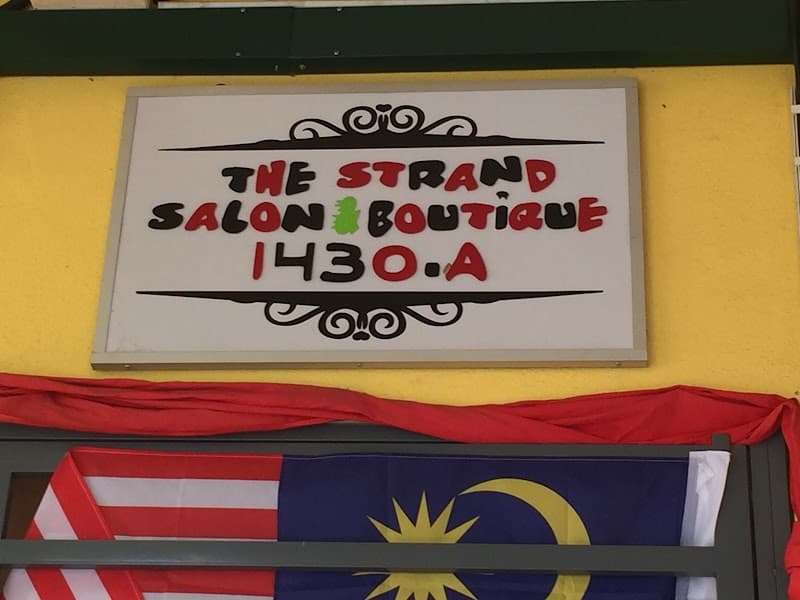 THE STRAND
SALON & BOUTIQUE
1430.A